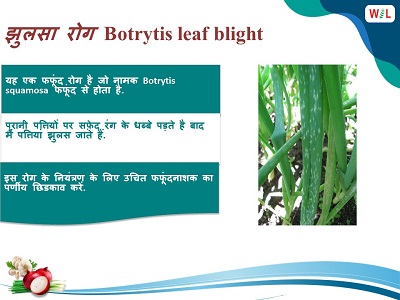 W!L
झुलसा रोग Botrytis leaf blight
यह एक फफूंद रोग है जो नामक Botrytis
squamosa फफूंद से होता है.
पुरानी पत्तियों पर सफ़ेद रंग के धब्बे पड़ते है बाद
में पत्तिया झुलस जाते है.
इस रोग के नियंत्रण के लिए उचित फफूंदनाशक का
पर्णीय छिडकाव करें.